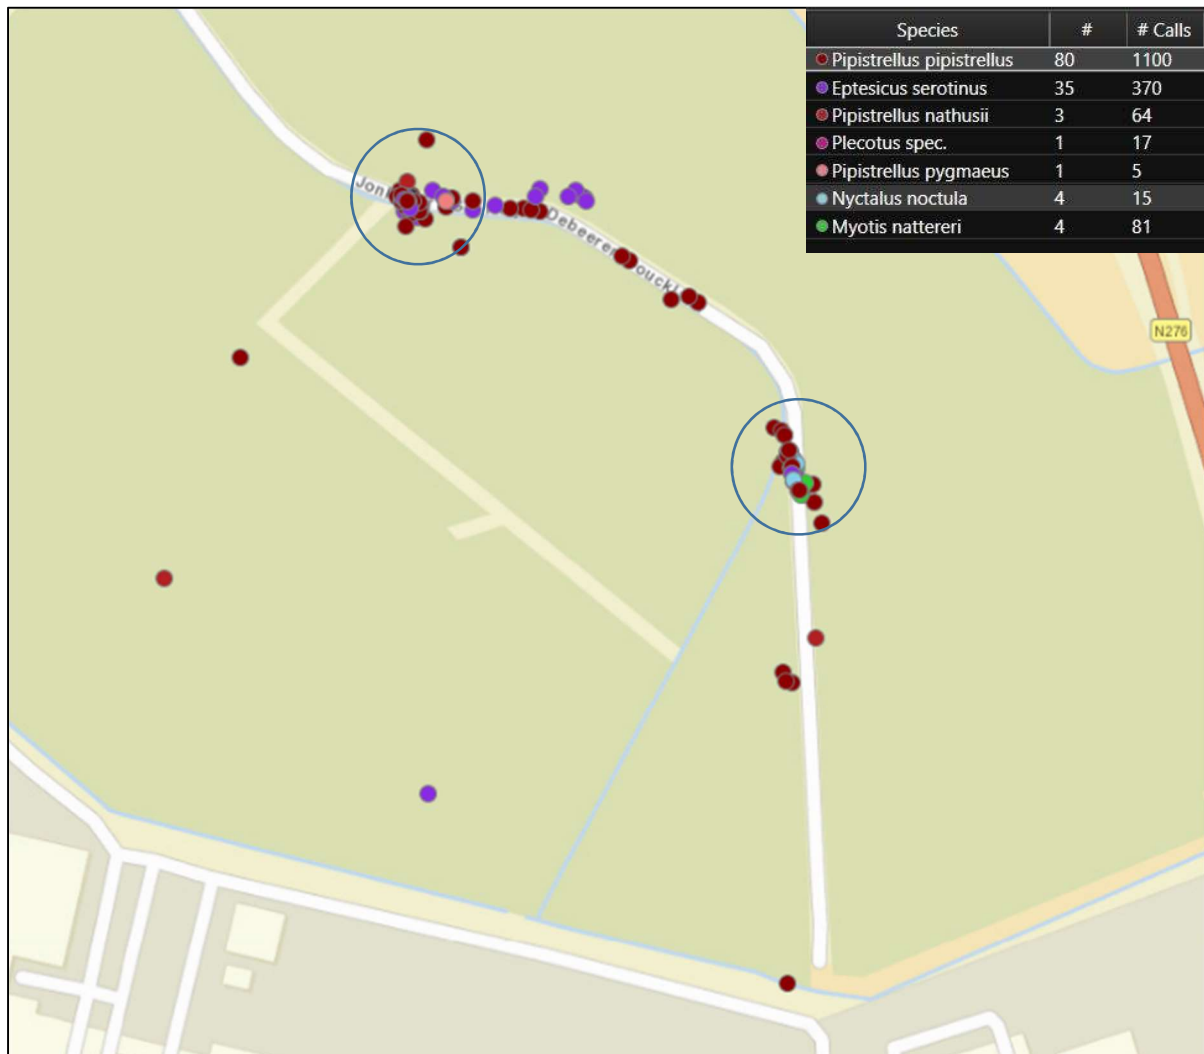 Species # # Calls
Pipistrellus pipistrellus 80 1100
Eptesicus serotinus 35 370
Pipistrellus nathusii 3 64
Plecotus spec. 1 17
Pipistrellus pygmaeus 1 5
Nyctalus noctula 4 15
Myotis nattereri 4 81
N276